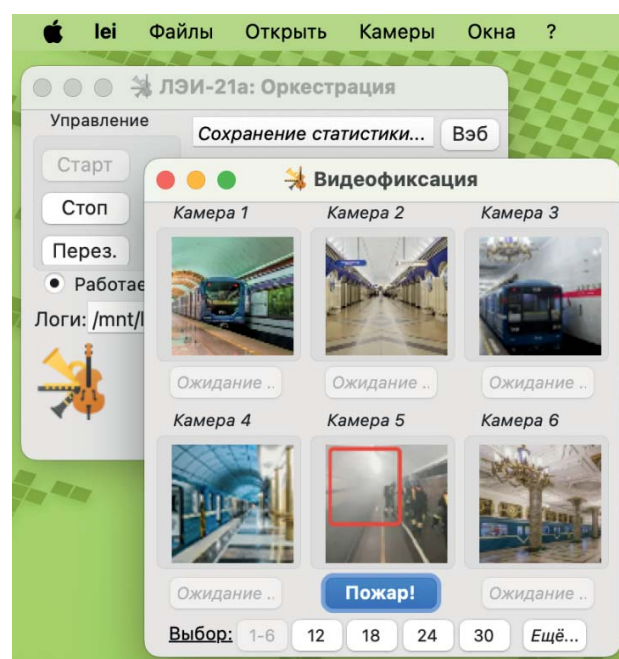 lei Файлы Открыть Камеры Окна ?
ЛЭИ-21а: Оркестрация
Управление
Сохранение статистики... Вэб
Старт
Стоп
Перез.
Работае
Логи: /mnt/l
Видеофиксация
Камера 1 Камера 2 Камера 3
Ожидание .. Ожидание .. Ожидание ..
Камера 4 Камера 5 Камера 6
Ожидание .. Пожар! Ожидание ..
Выбор: 1-6 12 18 24 30 Ещё...